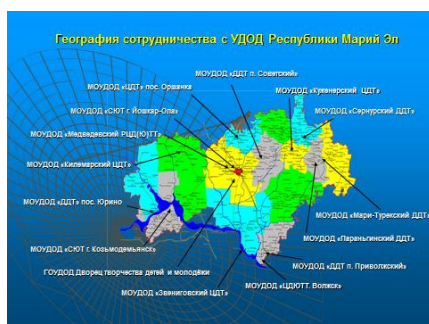 География сотрудничества с УДОД Республики Марий Эл
МОУДОД «ДДТ п. Советский»
МОУДОД «ЦДТ» пос. Оршанка
МОУДОД «Куженерский ЦДТ»
МОУДОД «СЮТ г. Йошкар-Ола»
МОУДОД «Сернурский ДДТ»
МОУДОД «Медведевский РЦД(Ю)ТТ»
МОУДОД «Килемарский ЦДТ»
МОУДОД «ДДТ» пос. Юрино
МОУДОД «Мари-Турекский ДДТ»
МОУДОД «Параньгинский ДДТ»
МОУДОД «СЮТ г. Козьмодемьянск»
МОУДОД «ДДТ п. Приволжский»
ГОУДОД Дворец творчества детей и молодёжи
МОУДОД «ЦДЮТТ г. Волжск»
МОУДОД «Звениговский ЦДТ»